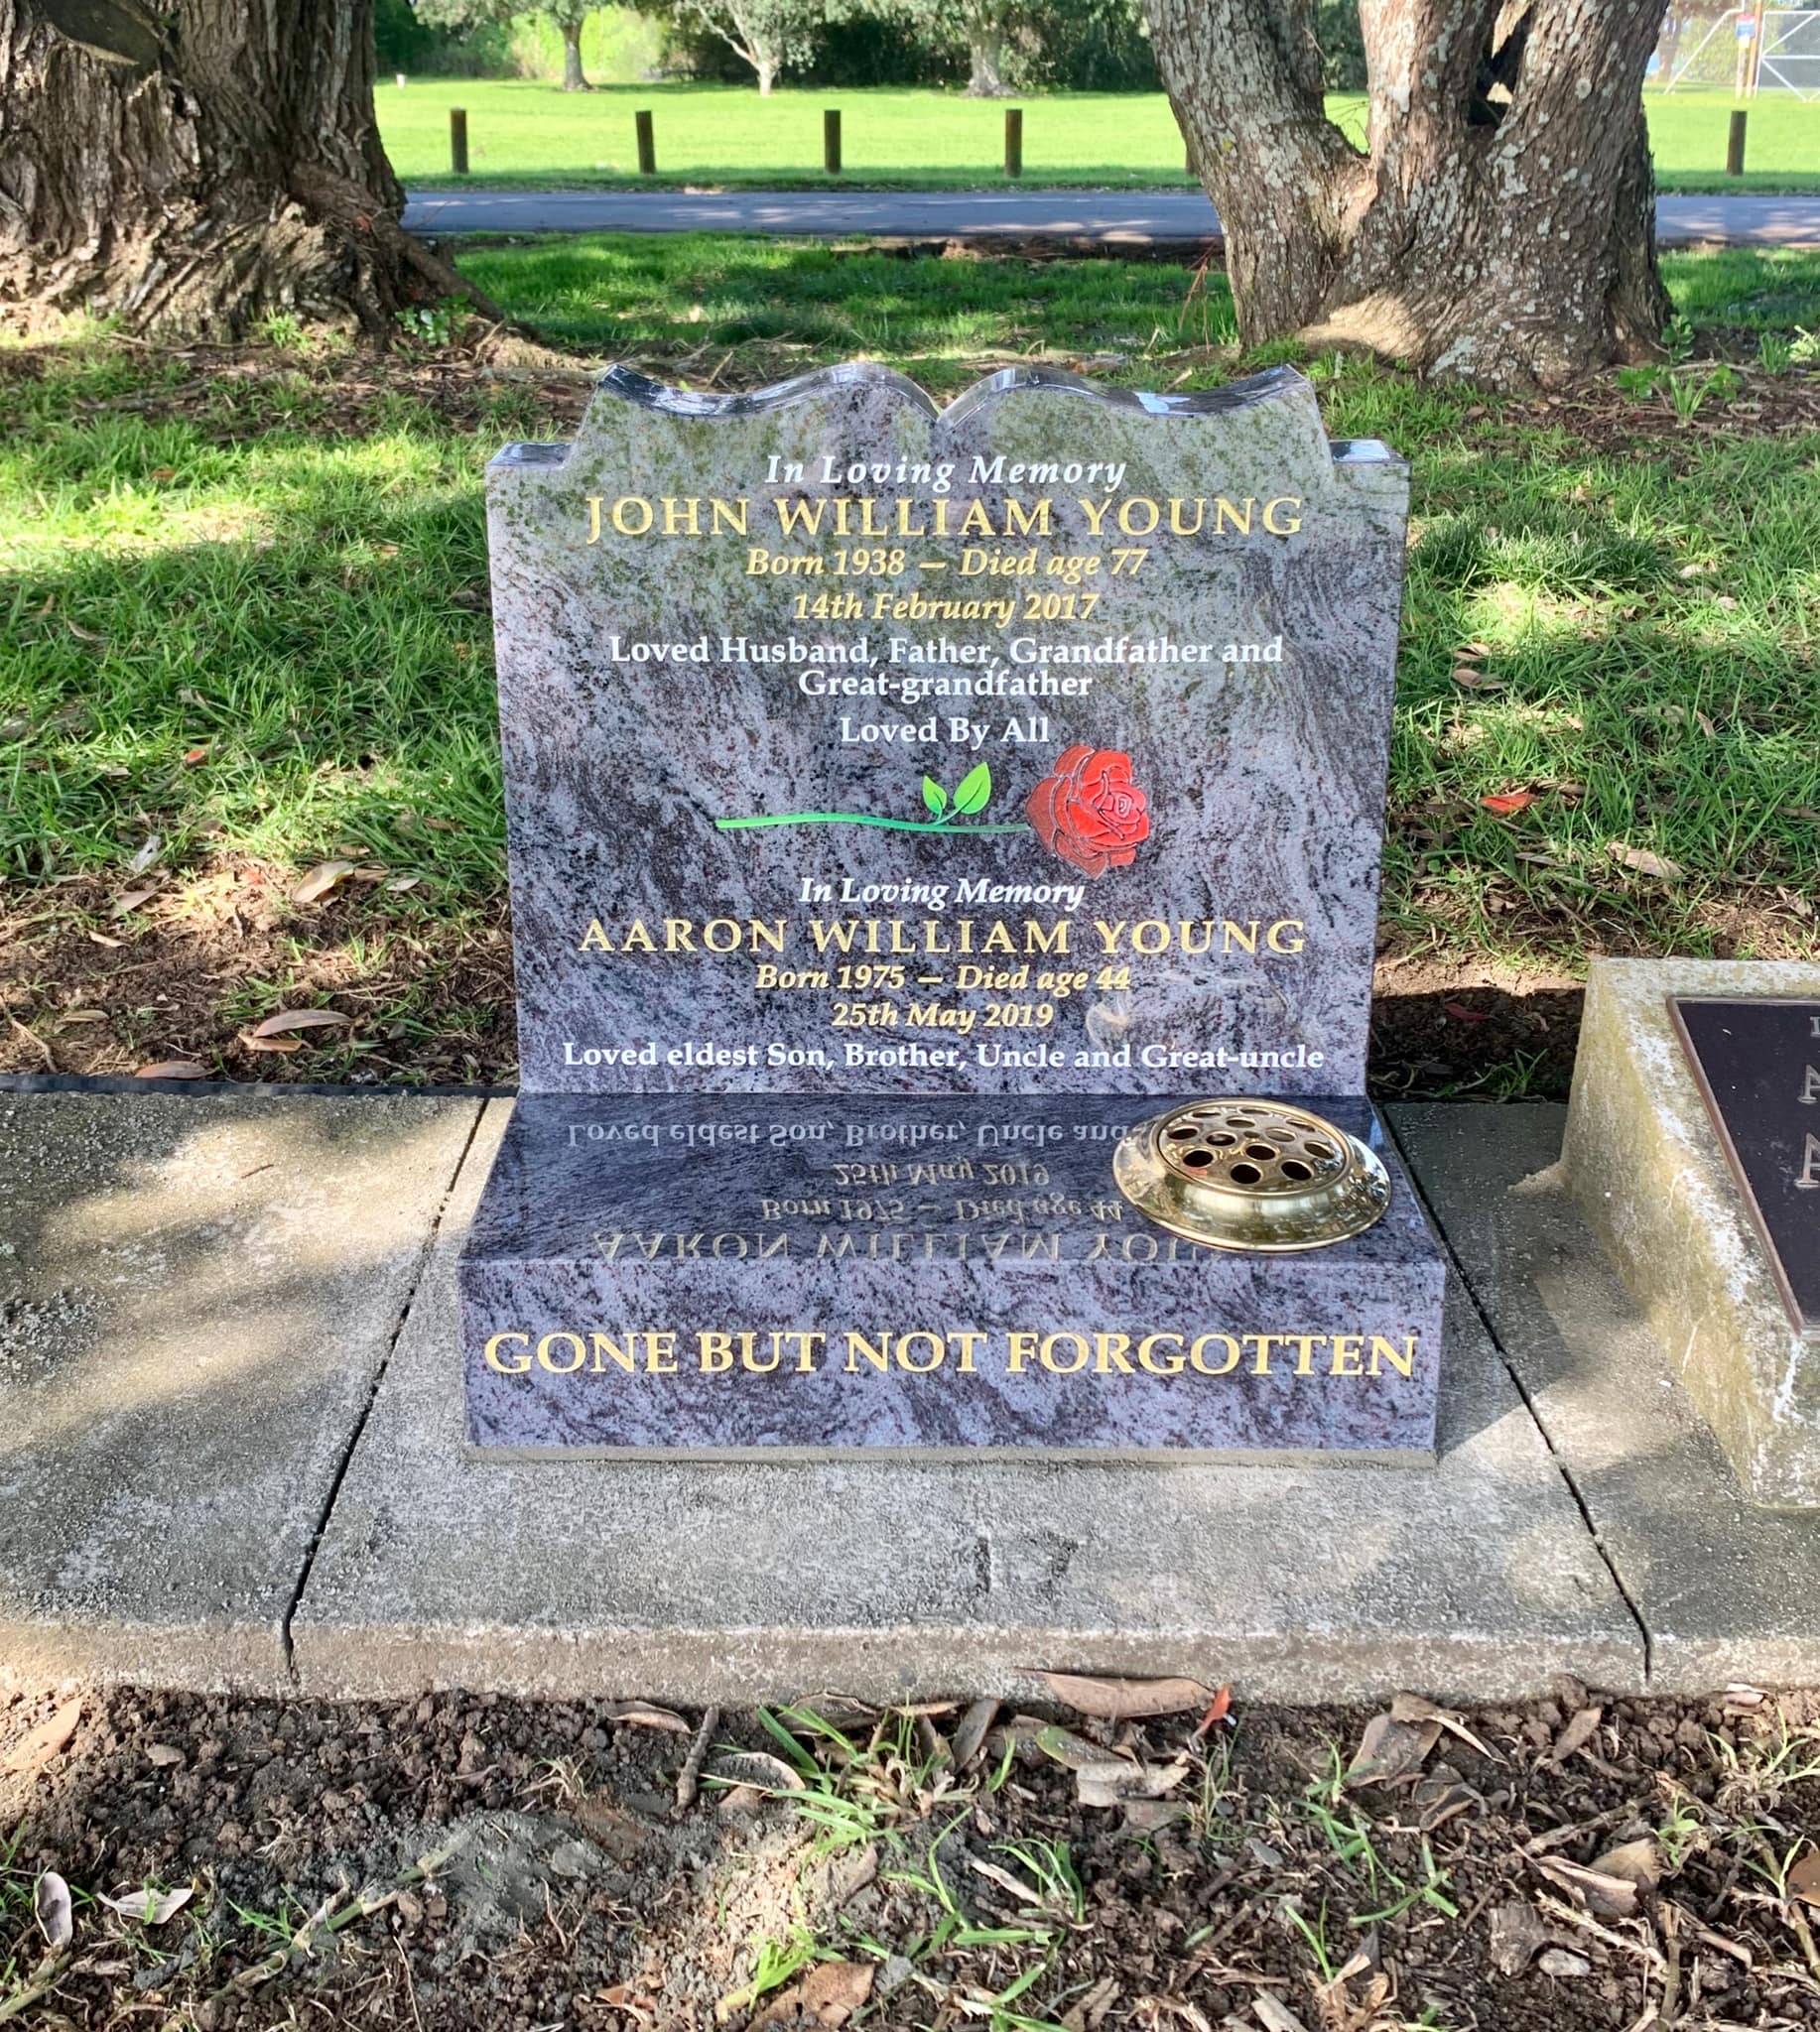 In Loving Memory
JOHN WILLIAM YOUNG
Born 1938 – Died age 77
14th February 2017
Loved Husband, Father, Grandfather and
Great-grandfather
Loved By All
In Loving Memory
AARON WILLIAM YOUNG
Born 1975 – Died age 44
25th May 2019
Loved eldest Son, Brother, Uncle and Great-uncle
GONE BUT NOT FORGOTTEN
17